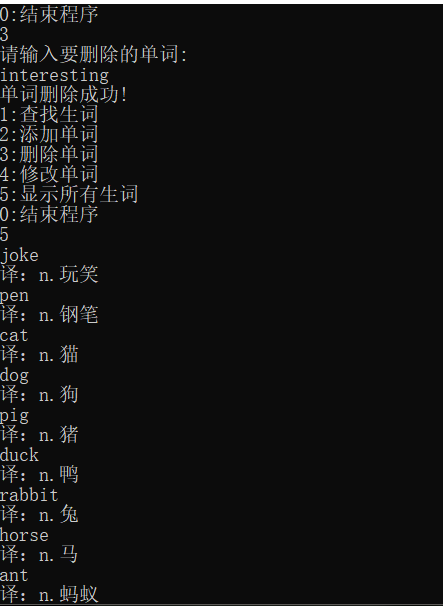 0:结束程序
3
请输入要删除的单词:
interesting
单词删除成功!
1:查找生词
2:添加单词
3:删除单词
4:修改单词
5:显示所有生词
0:结束程序
5
joke
译: n.玩笑
pen
译: n.钢笔
cat
译: n.猫
dog
译: n.狗
pig
译: n.猪
duck
译: n.鸭
rabbit
译: n.兔
horse
译: n.马
ant
译: n.蚂蚁